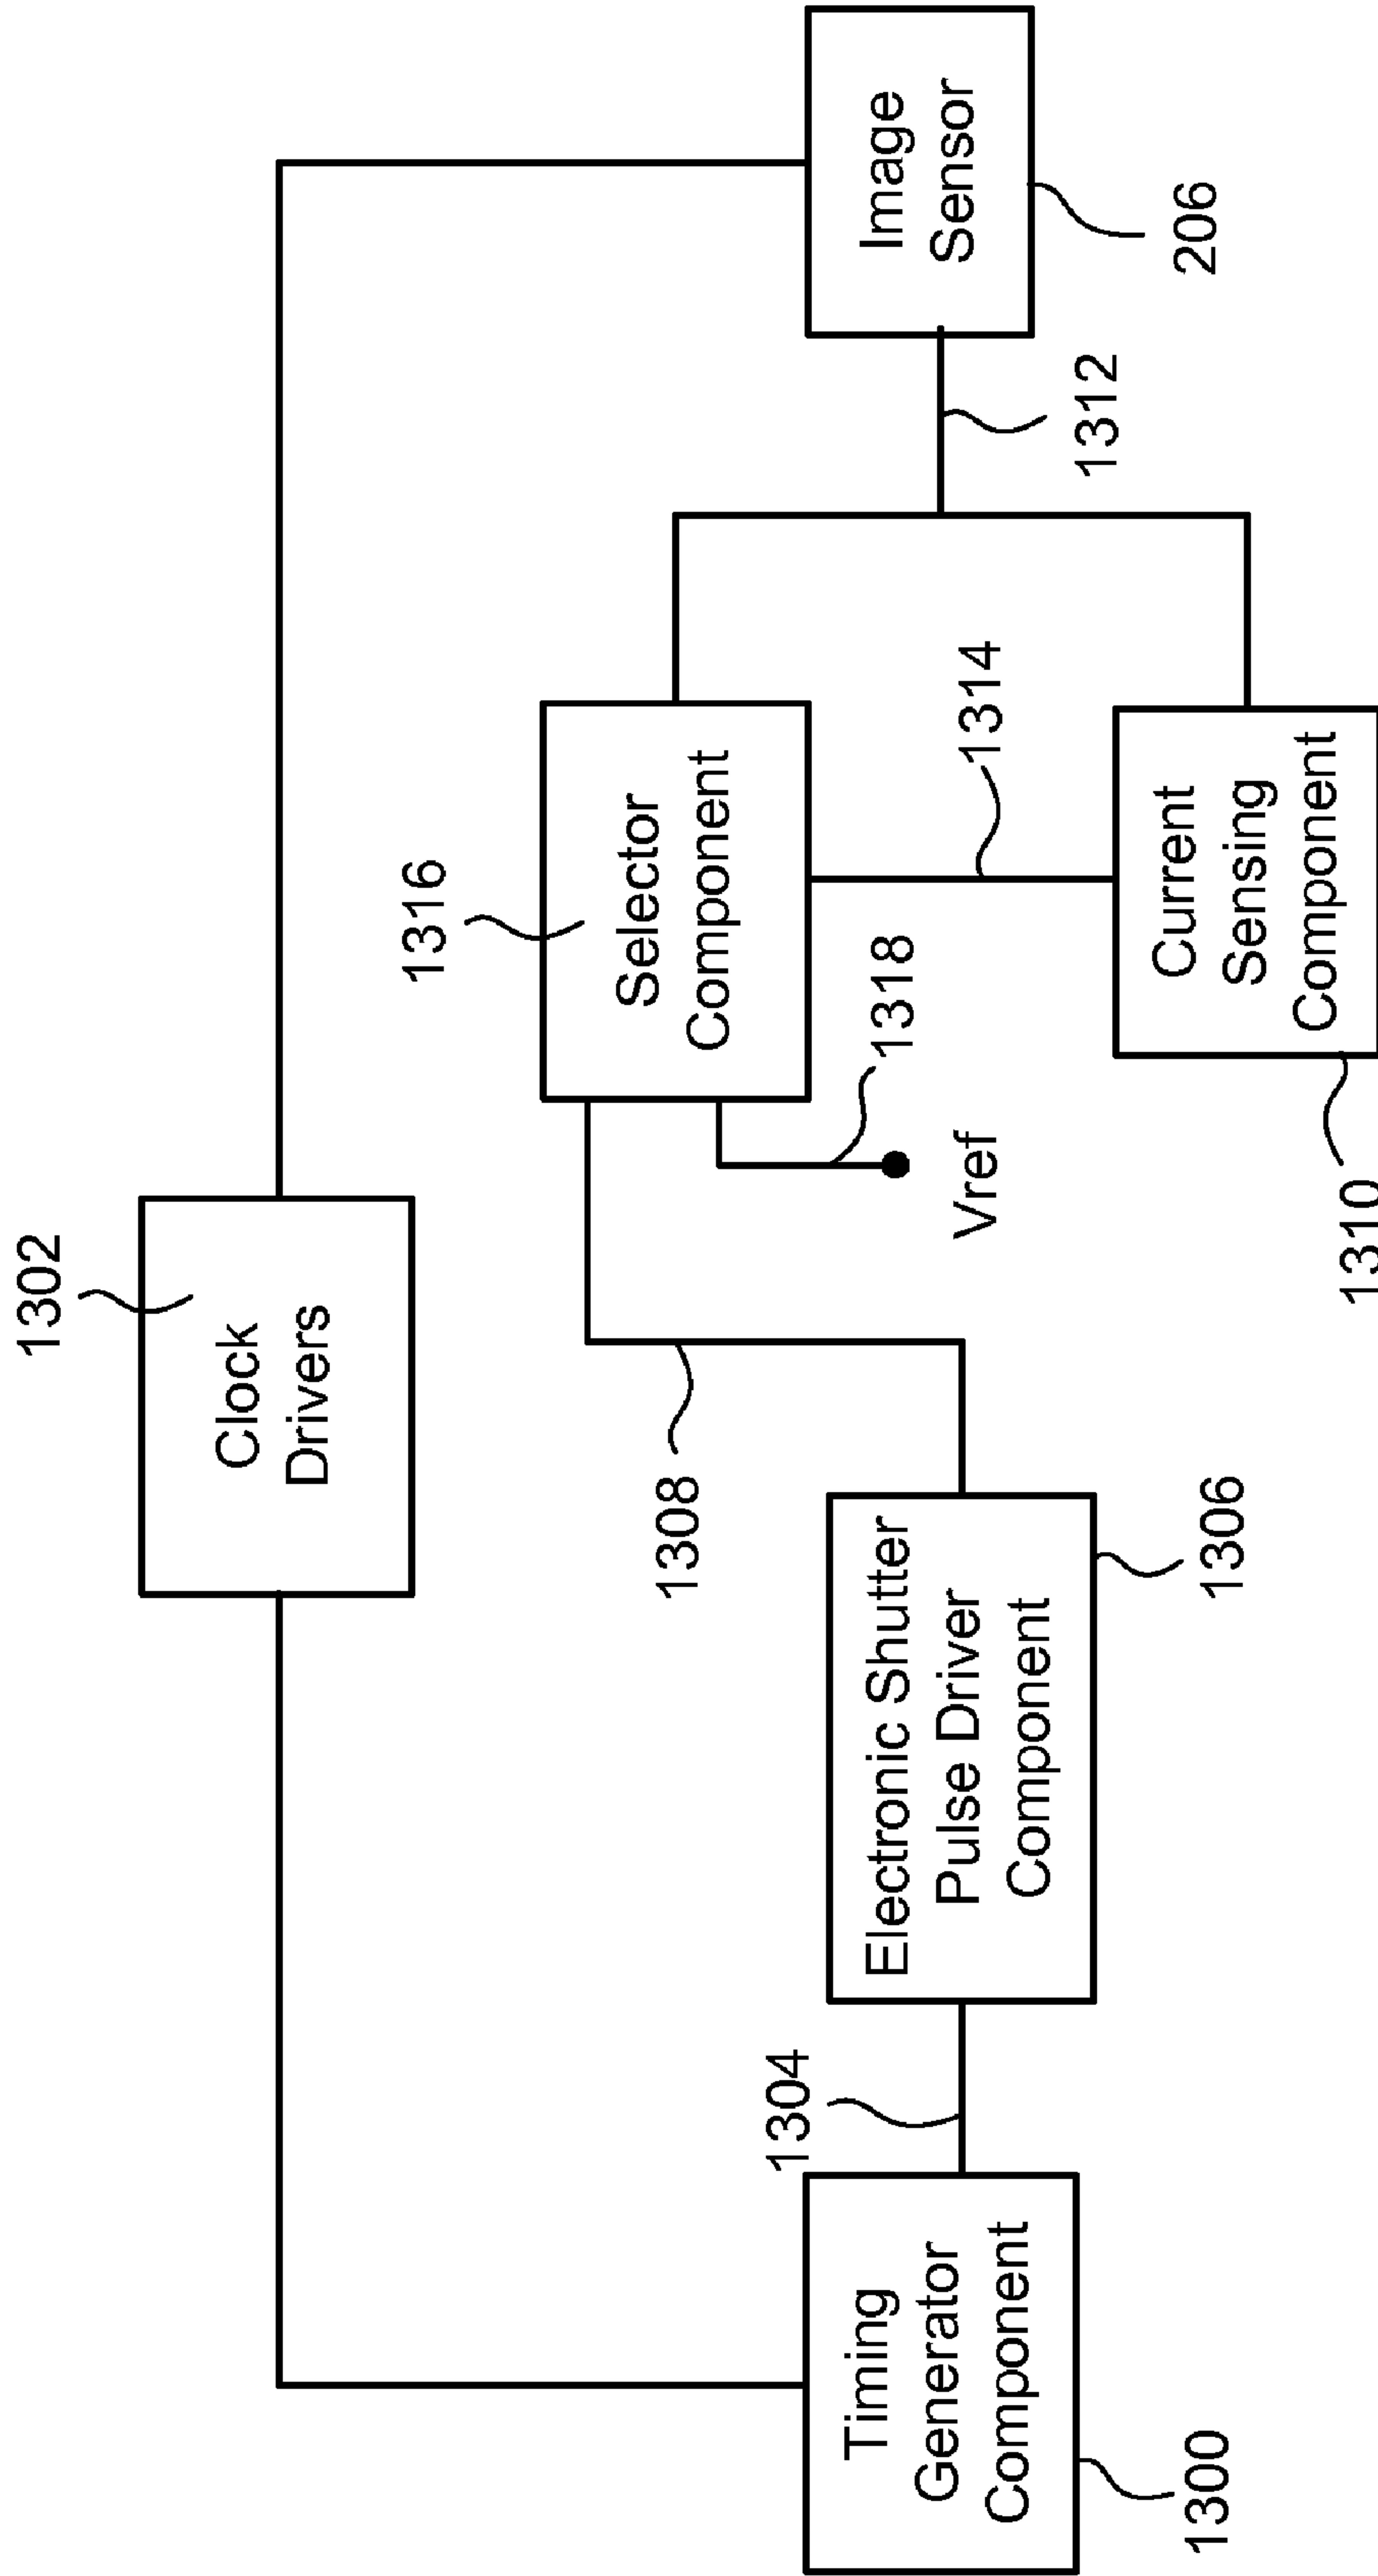 1302
Clock
Drivers
1316
Selector
Component
1308
1318
Vref
1314
1312
Image
Sensor
206
1304
Timing
Generator
Component
1300
Electronic Shutter
Pulse Driver
Component
1306
Current
Sensing
Component
1310